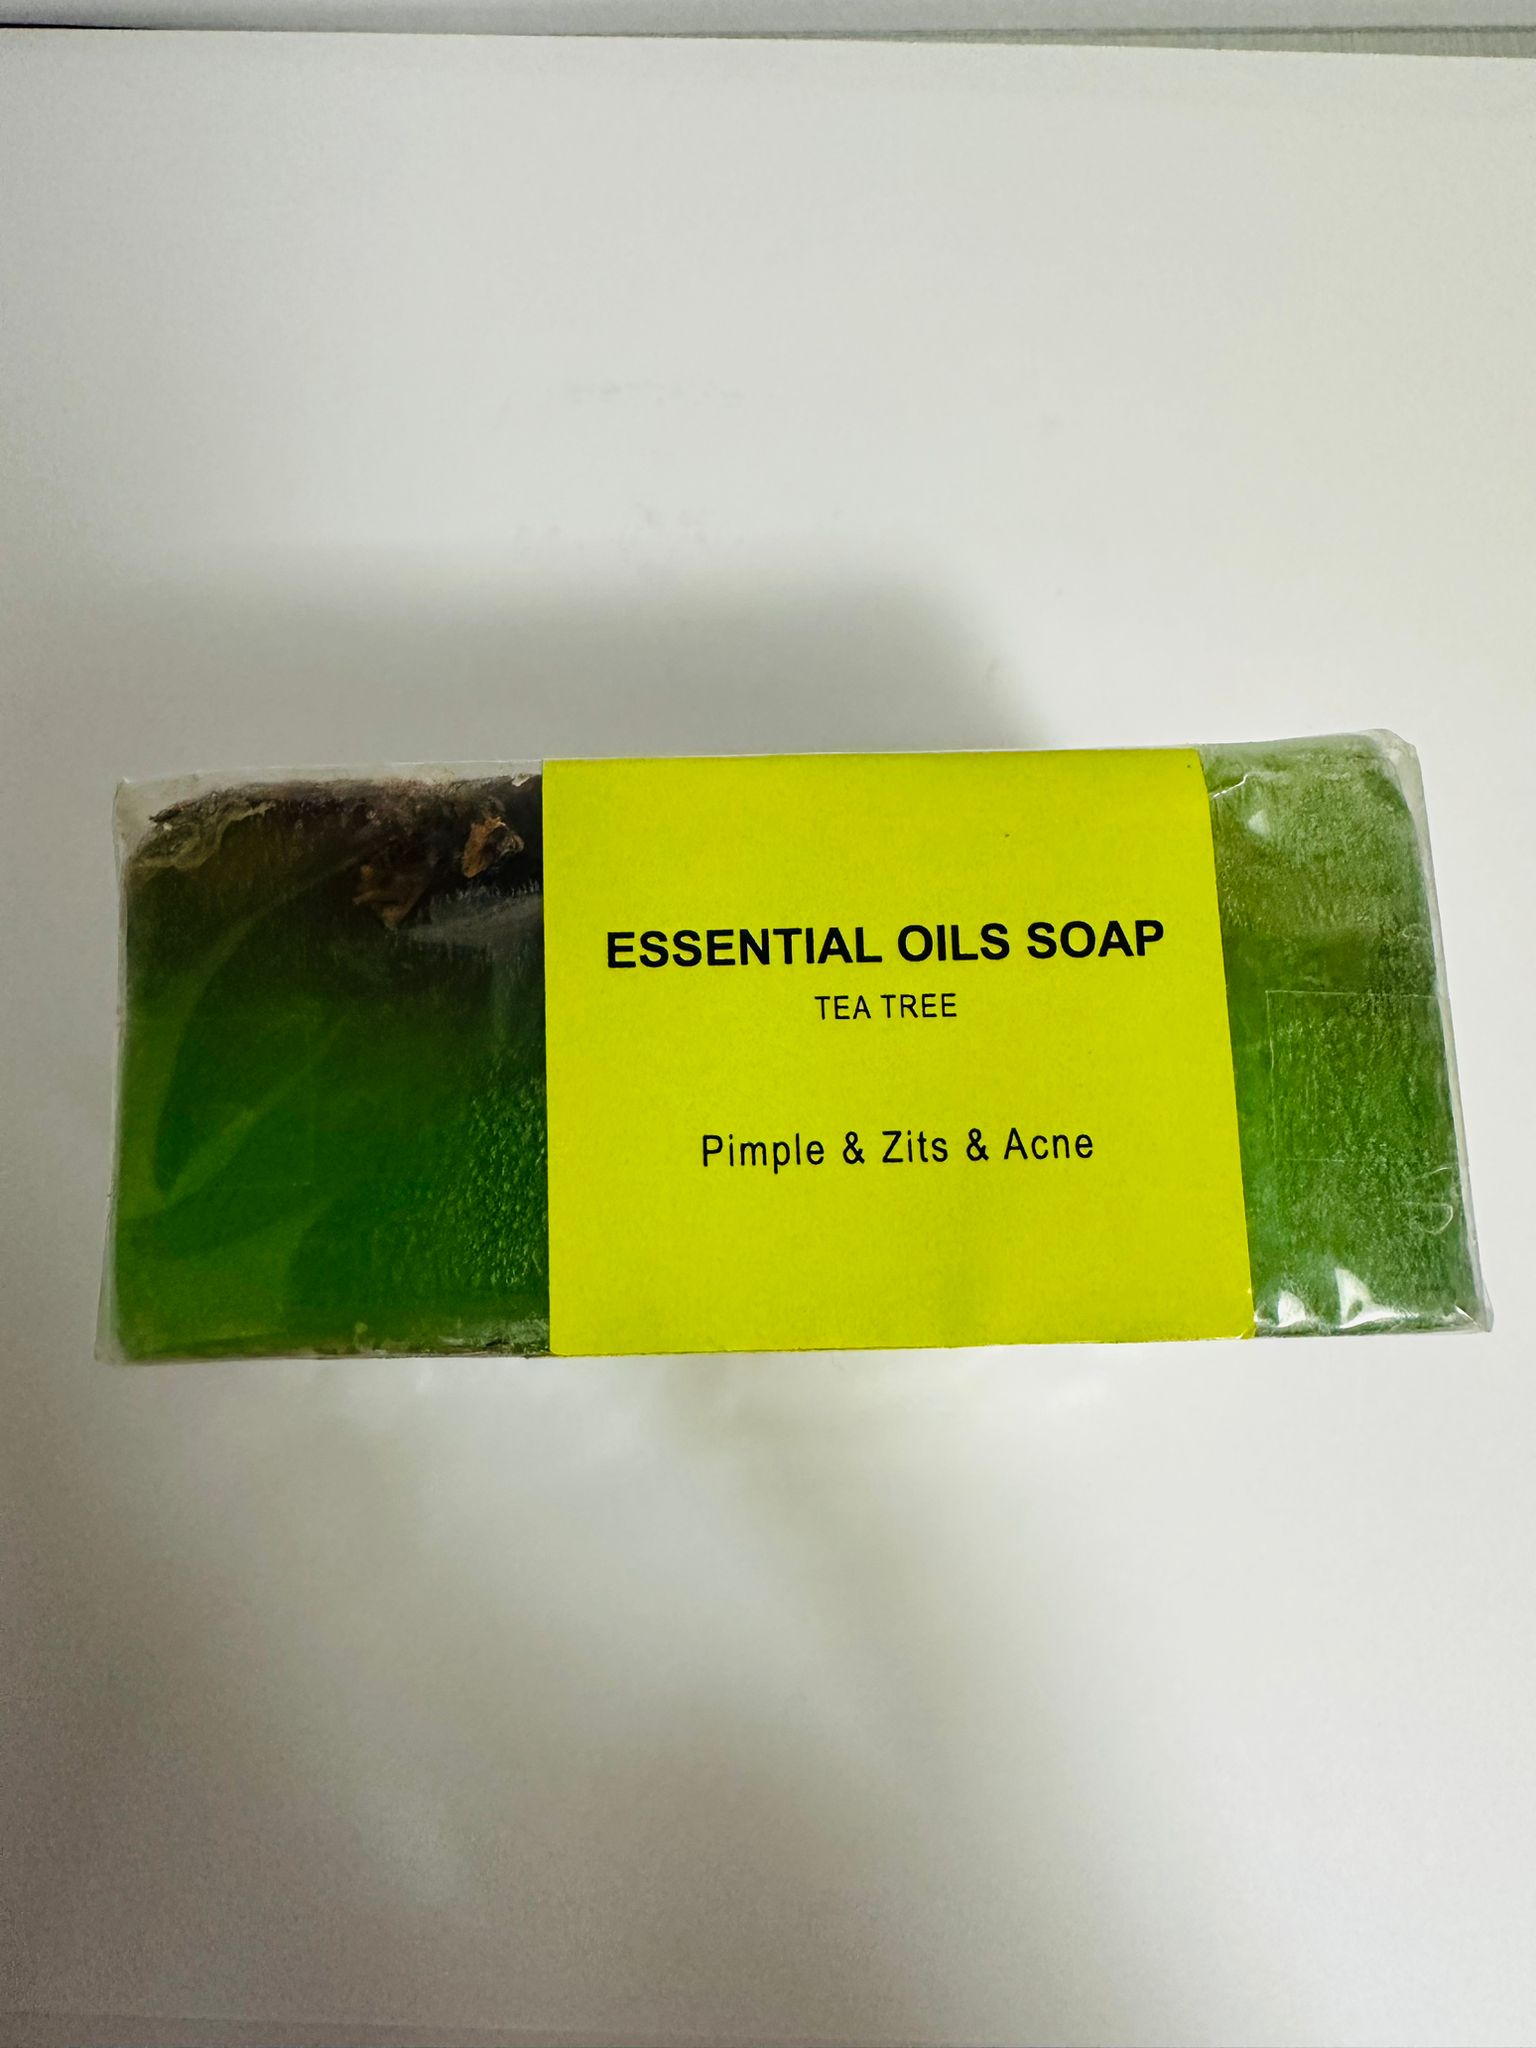 ESSENTIAL OILS SOAP
TEA TREE
Pimple & Zits & Acne